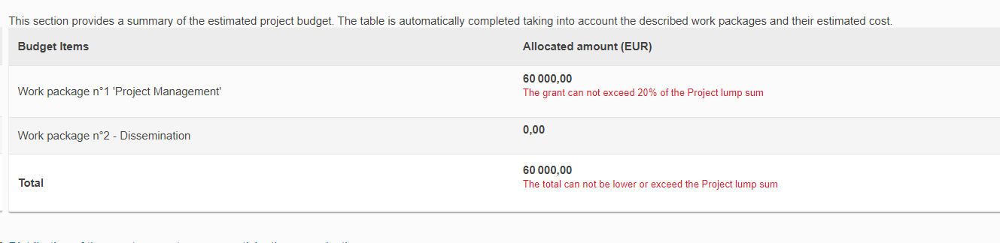 This section provides a summary of the estimated project budget. The table is automatically completed taking into account the described work packages and their estimated cost.
Budget Items Allocated amount (EUR)
60 000,00
Work package n°1 'Project Management'
The grant can not exceed 20% of the Project lump sum
Work package n°2 - Dissemination
0,00
60 000,00
Total
The total can not be lower or exceed the Project lump sum